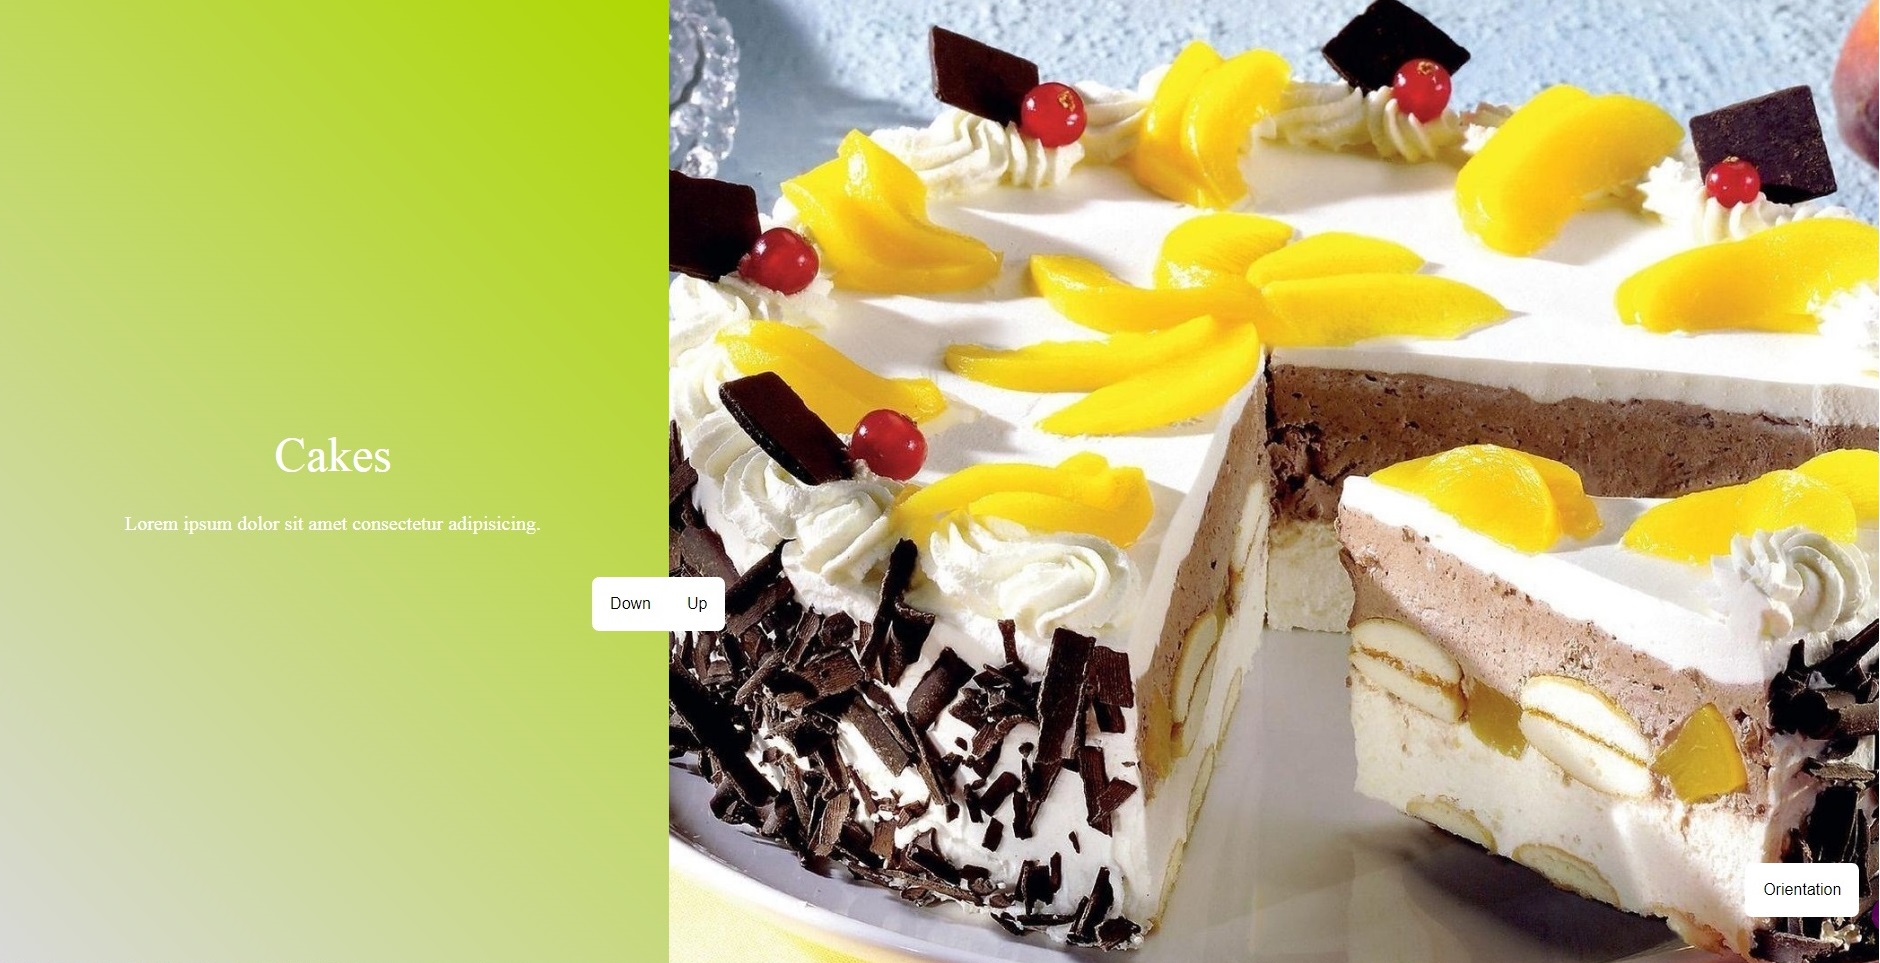 Cakes
Lorem ipsum dolor sit amet consectetur adipisicing.
Down Up
Orientation